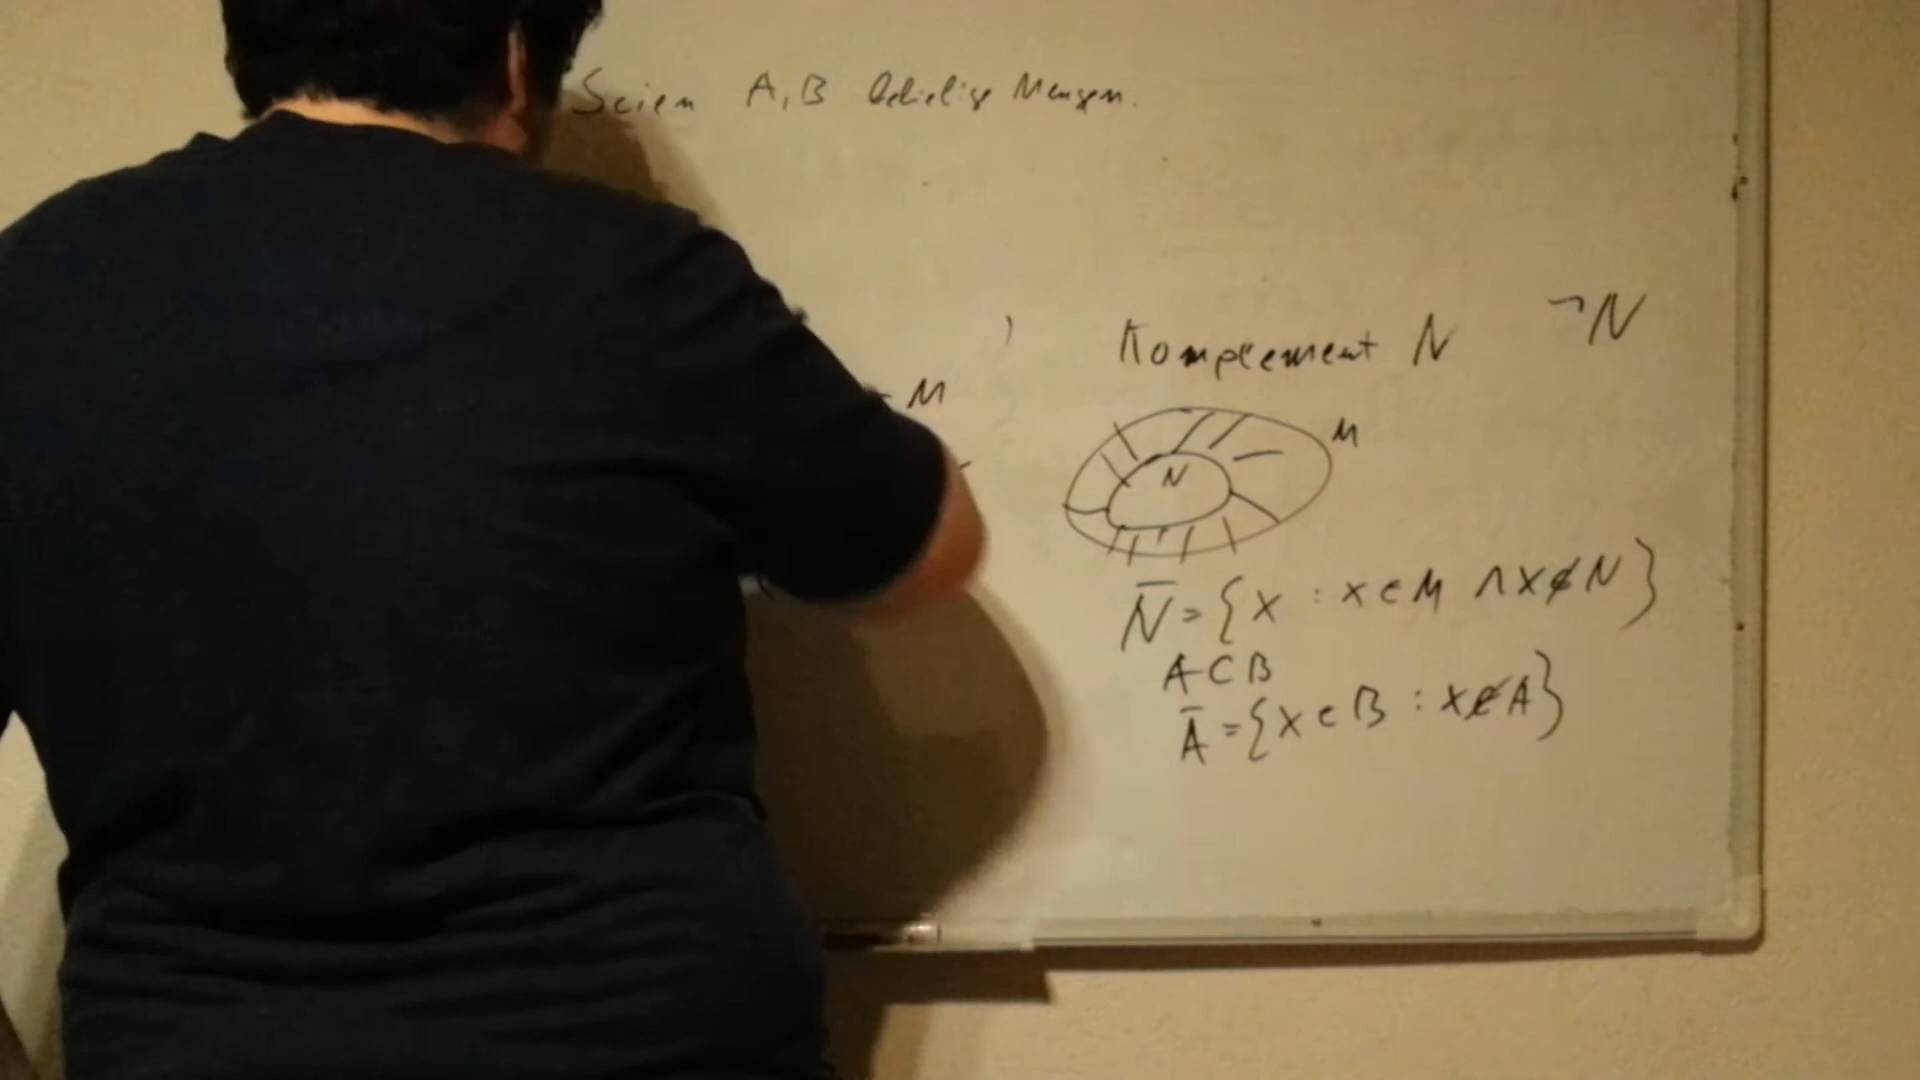 Seien A, B beliebige Mengen.
Komplement N ¬N
M
M
N
N̅ = {x : x ∈ M ∧ x ∉ N}
A ⊂ B
A̅ = {x ∈ B : x ∉ A}